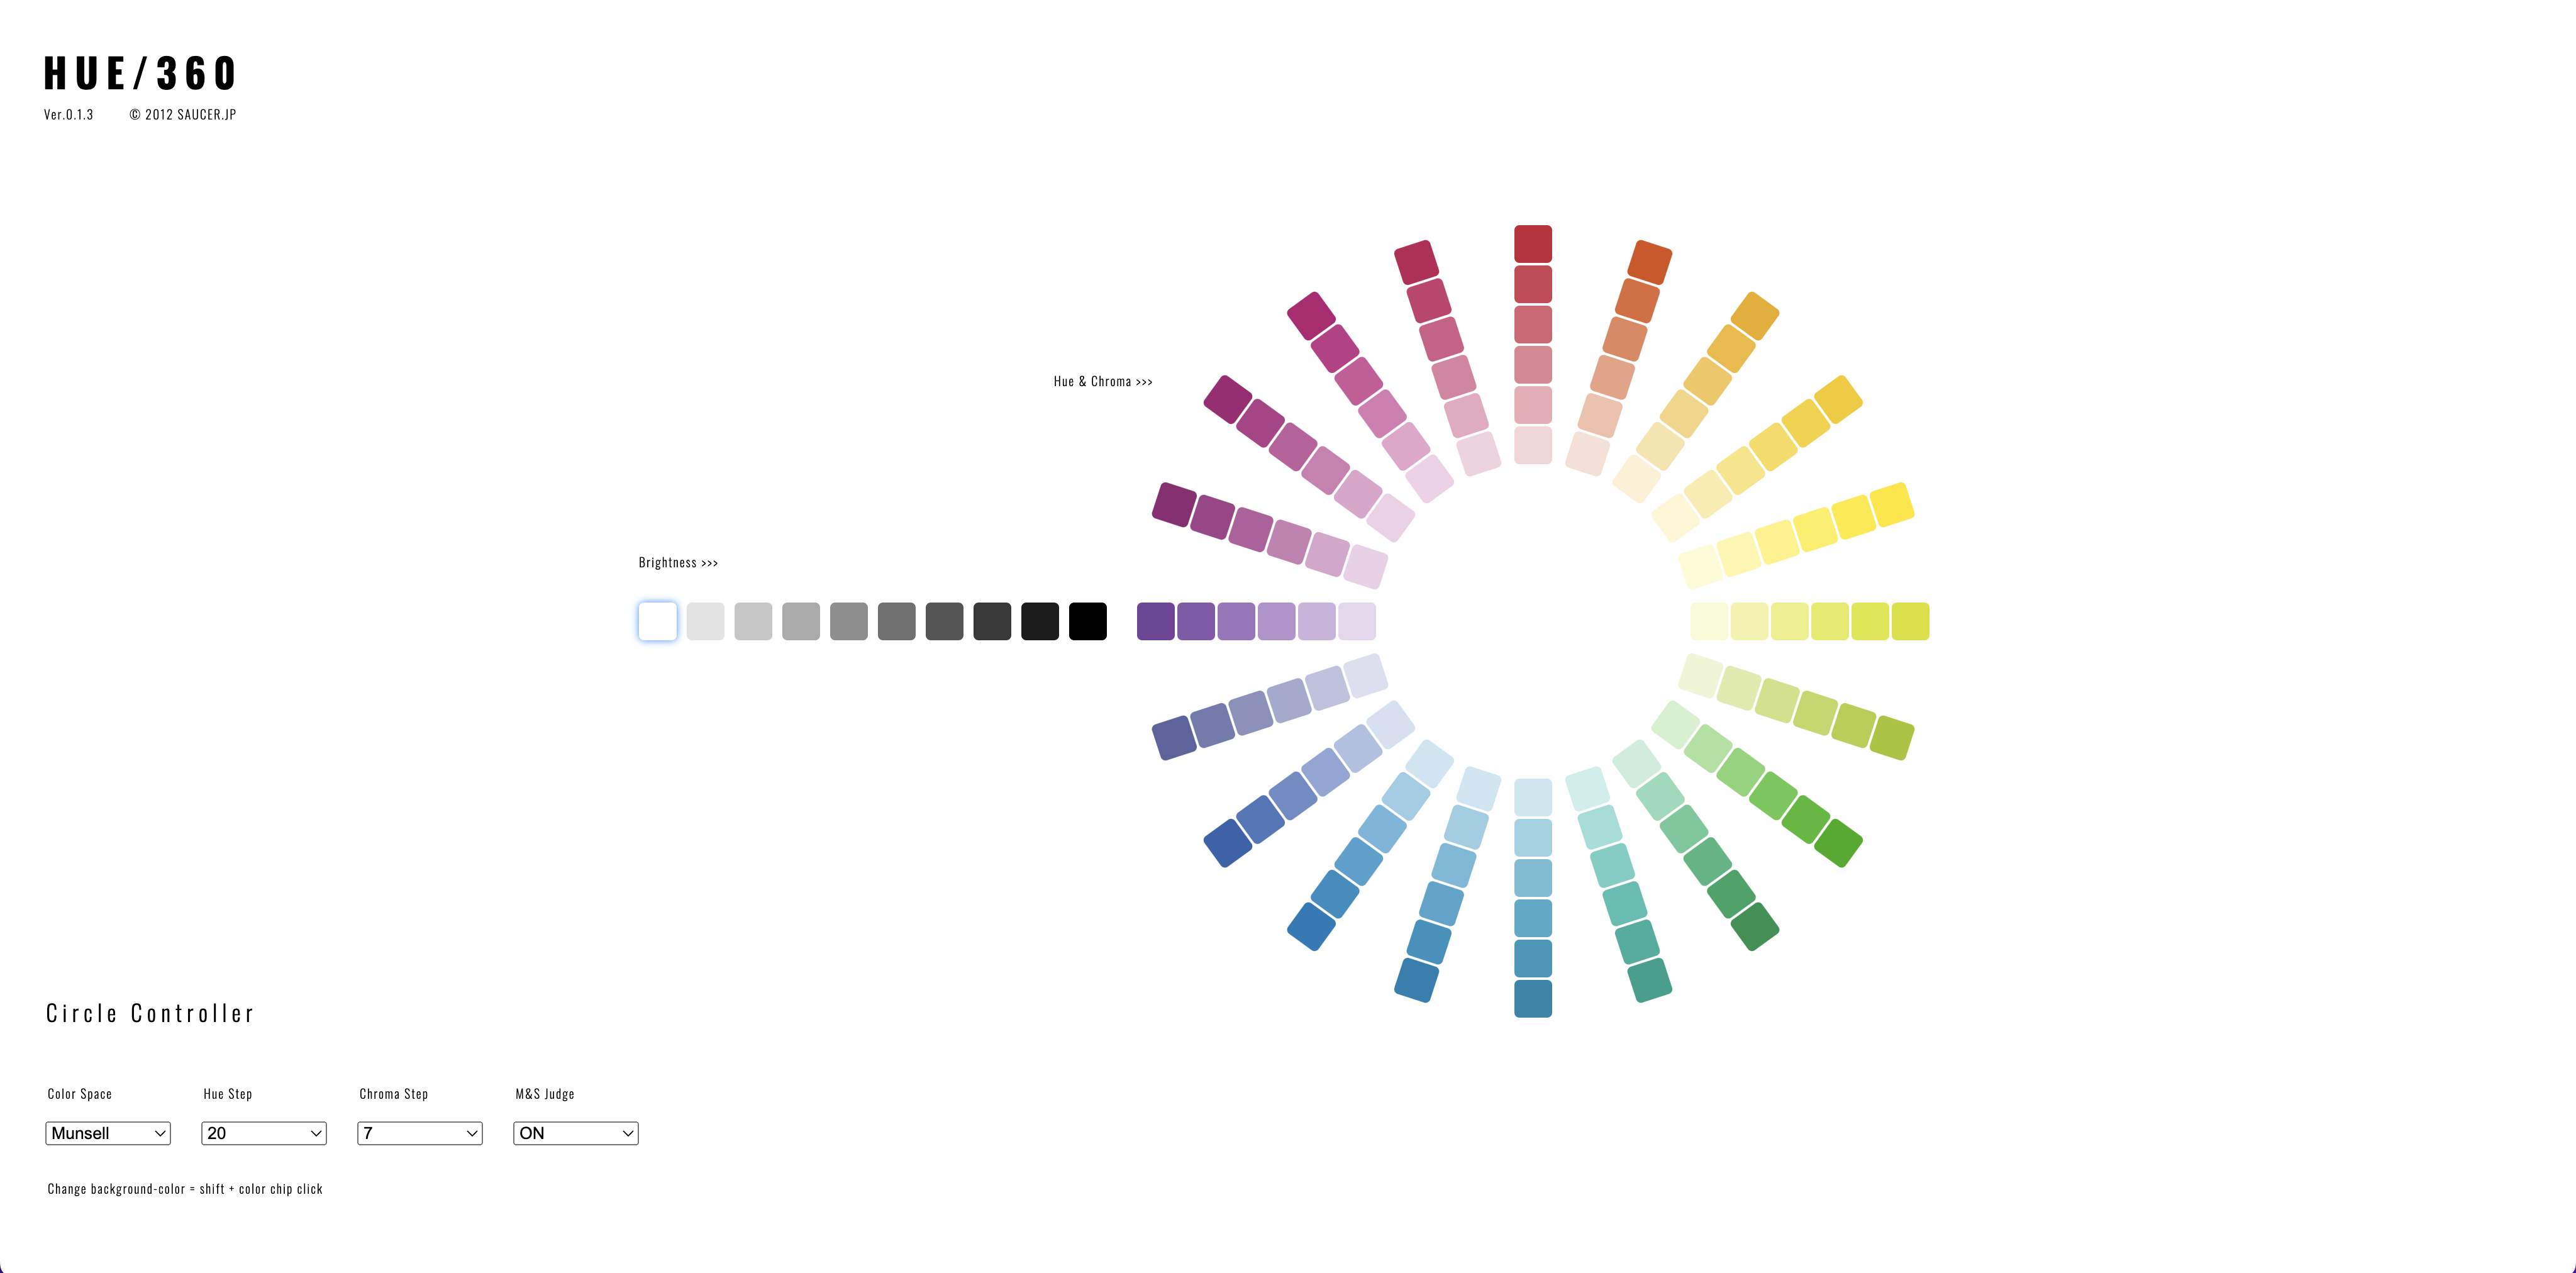 HUE/360
Ver.0.1.3 © 2012 SAUCER.JP
Hue & Chroma >>>
Brightness >>>
Circle Controller
Color Space Hue Step Chroma Step M&S Judge
Munsell 20 7 ON
Change background-color = shift + color chip click